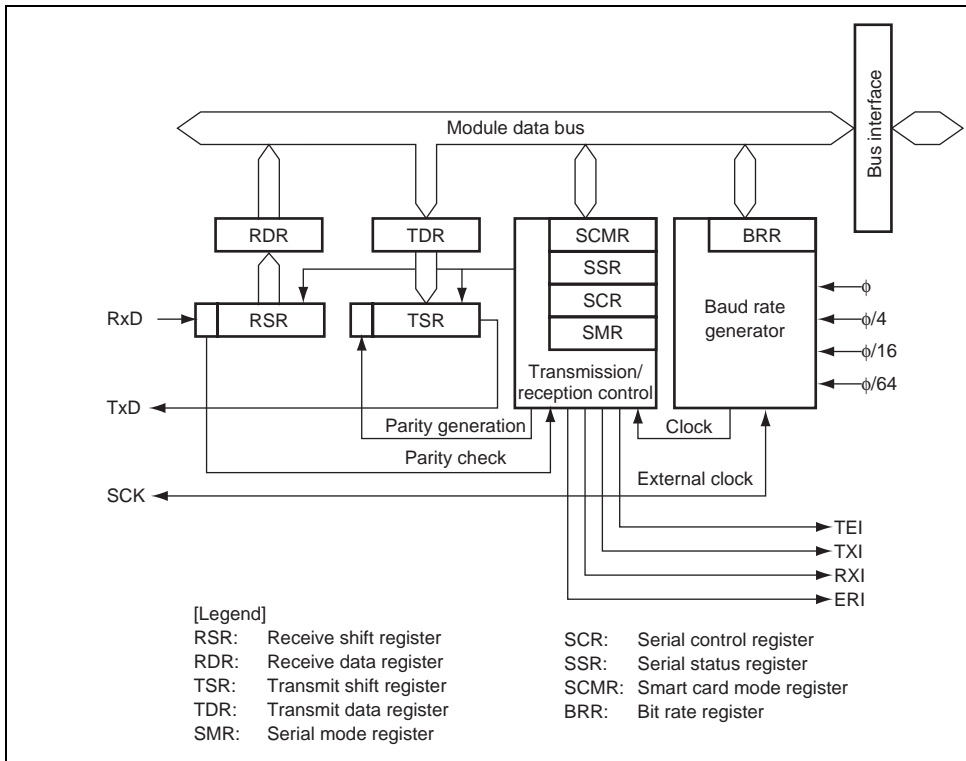 Bus interface
Module data bus
RDR
TDR
SCMR
BRR
SSR
SCR
SMR
RxD
RSR
TSR
Baud rate
generator
φ
φ/4
φ/16
φ/64
Transmission/
reception control
TxD
Parity generation
Clock
Parity check
SCK
External clock
TEI
TXI
RXI
ERI
[Legend]
RSR: Receive shift register
RDR: Receive data register
TSR: Transmit shift register
TDR: Transmit data register
SMR: Serial mode register
SCR: Serial control register
SSR: Serial status register
SCMR: Smart card mode register
BRR: Bit rate register